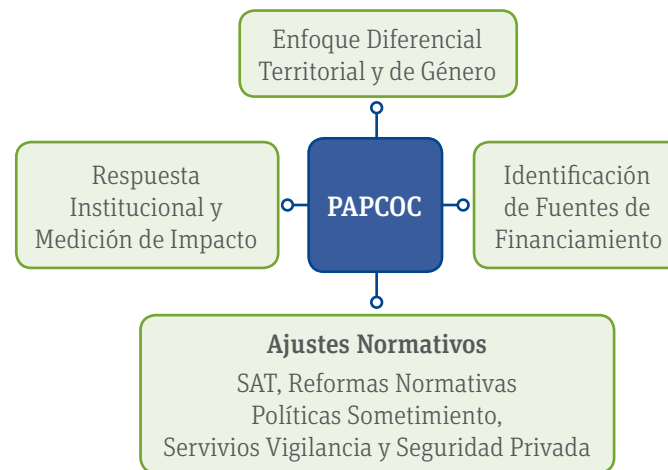 Enfoque Diferencial
Territorial y de Género
Respuesta
Institucional y
Medición de Impacto
PAPCOC
Identificación
de Fuentes de
Financiamiento
Ajustes Normativos
SAT, Reformas Normativas
Políticas Sometimiento,
Servivios Vigilancia y Seguridad Privada